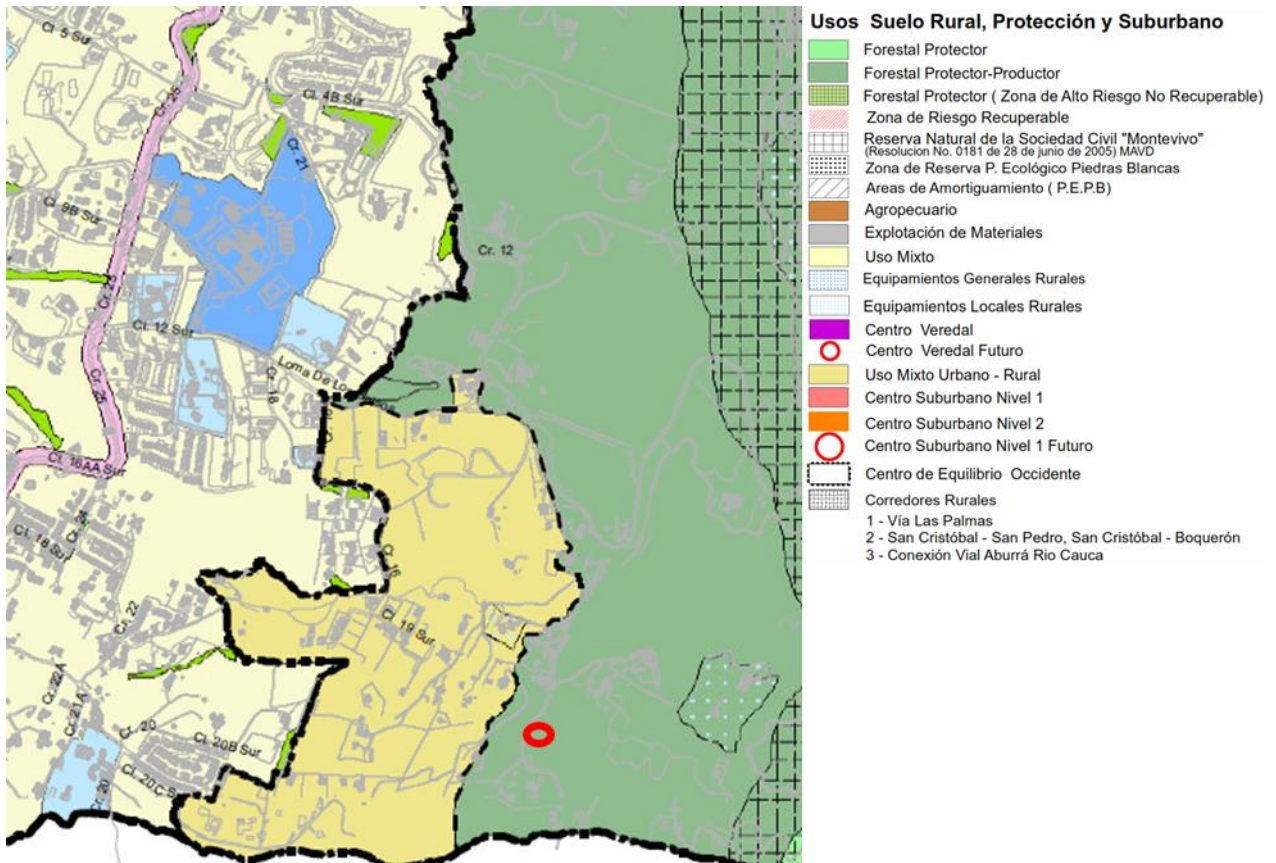 Usos Suelo Rural, Protección y Suburbano
Forestal Protector
Forestal Protector-Productor
Forestal Protector ( Zona de Alto Riesgo No Recuperable)
Zona de Riesgo Recuperable
Reserva Natural de la Sociedad Civil "Montevivo"
(Resolucion No. 0181 de 28 de junio de 2005) MAVD
Zona de Reserva P. Ecológico Piedras Blancas
Areas de Amortiguamiento ( P.E.P.B)
Agropecuario
Explotación de Materiales
Uso Mixto
Equipamientos Generales Rurales
Equipamientos Locales Rurales
Centro Veredal
Centro Veredal Futuro
Uso Mixto Urbano - Rural
Centro Suburbano Nivel 1
Centro Suburbano Nivel 2
Centro Suburbano Nivel 1 Futuro
Centro de Equilibrio Occidente
Corredores Rurales
1 - Vía Las Palmas
2 - San Cristóbal - San Pedro, San Cristóbal - Boquerón
3 - Conexión Vial Aburrá Rio Cauca
Cl. 5 Sur
Cr. 25
Cl. 4B Sur
Cr. 21
Cl. 9B Sur
Cr. 12
Cl. 12 Sur
Cr. 25
Loma De Los
Cr. 18
Cl. 16AA Sur
Cl. 18 Sur
Cr. 22
Cl. 19 Sur
Cr. 22A
Cr. 21A
Cr. 20
Cl. 20B Sur
Cl. 20C S
Cr. 20